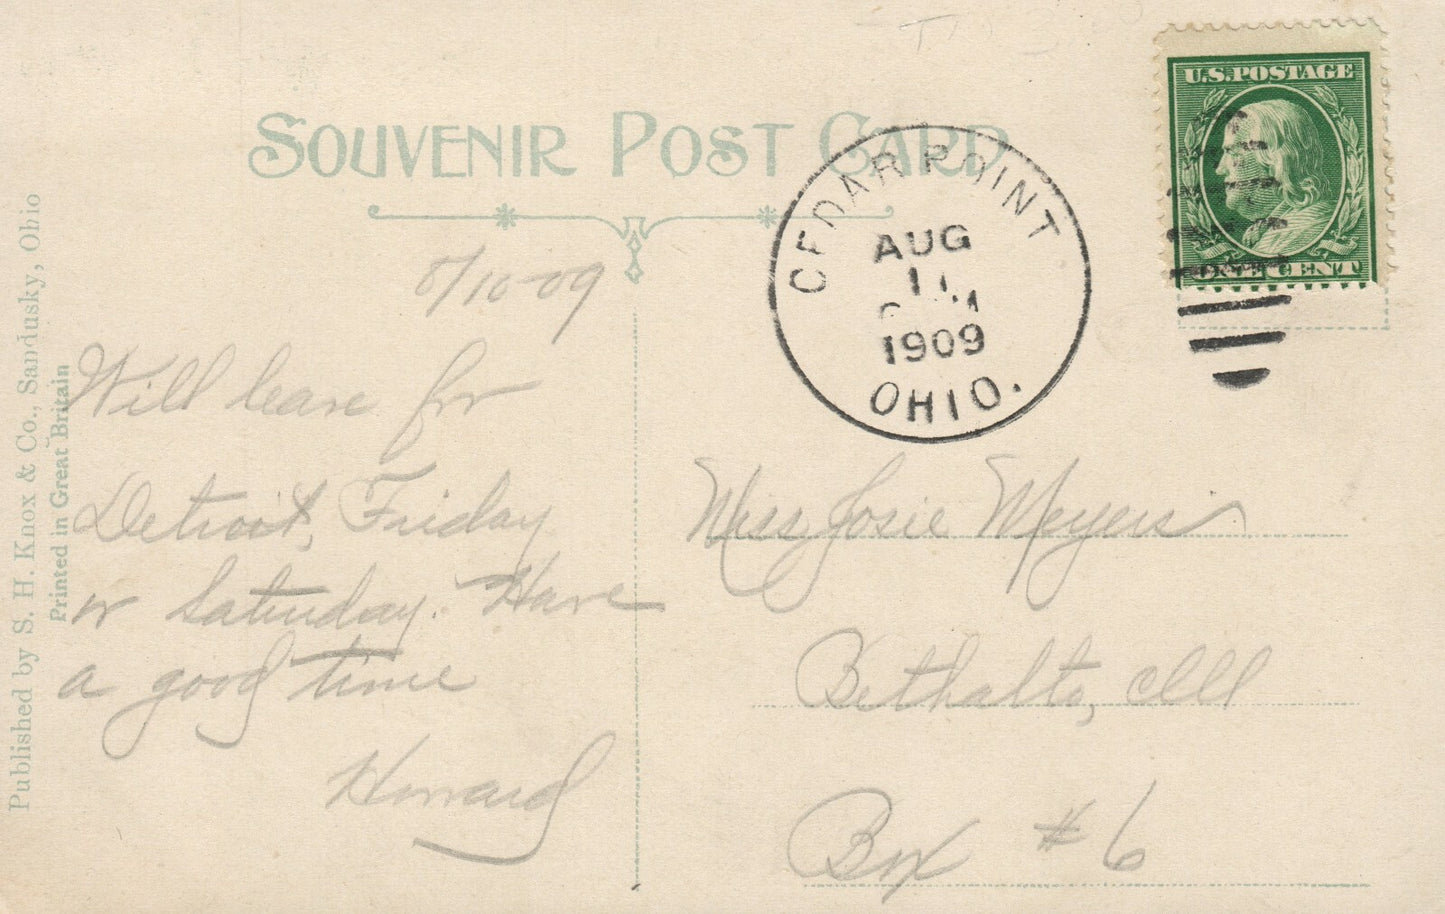 SOUVENIR POST CARD
U.S. POSTAGE
CENT
CEDAR POINT
AUG
11
1909
OHIO.
8/10-09
Will leave for
Detroit, Friday
or Saturday. Have
a good time
Howard
Miss Josie Meyers
Bethalto, Ill
Box #6
Published by S. H. Knox & Co., Sandusky, Ohio
Printed in Great Britain